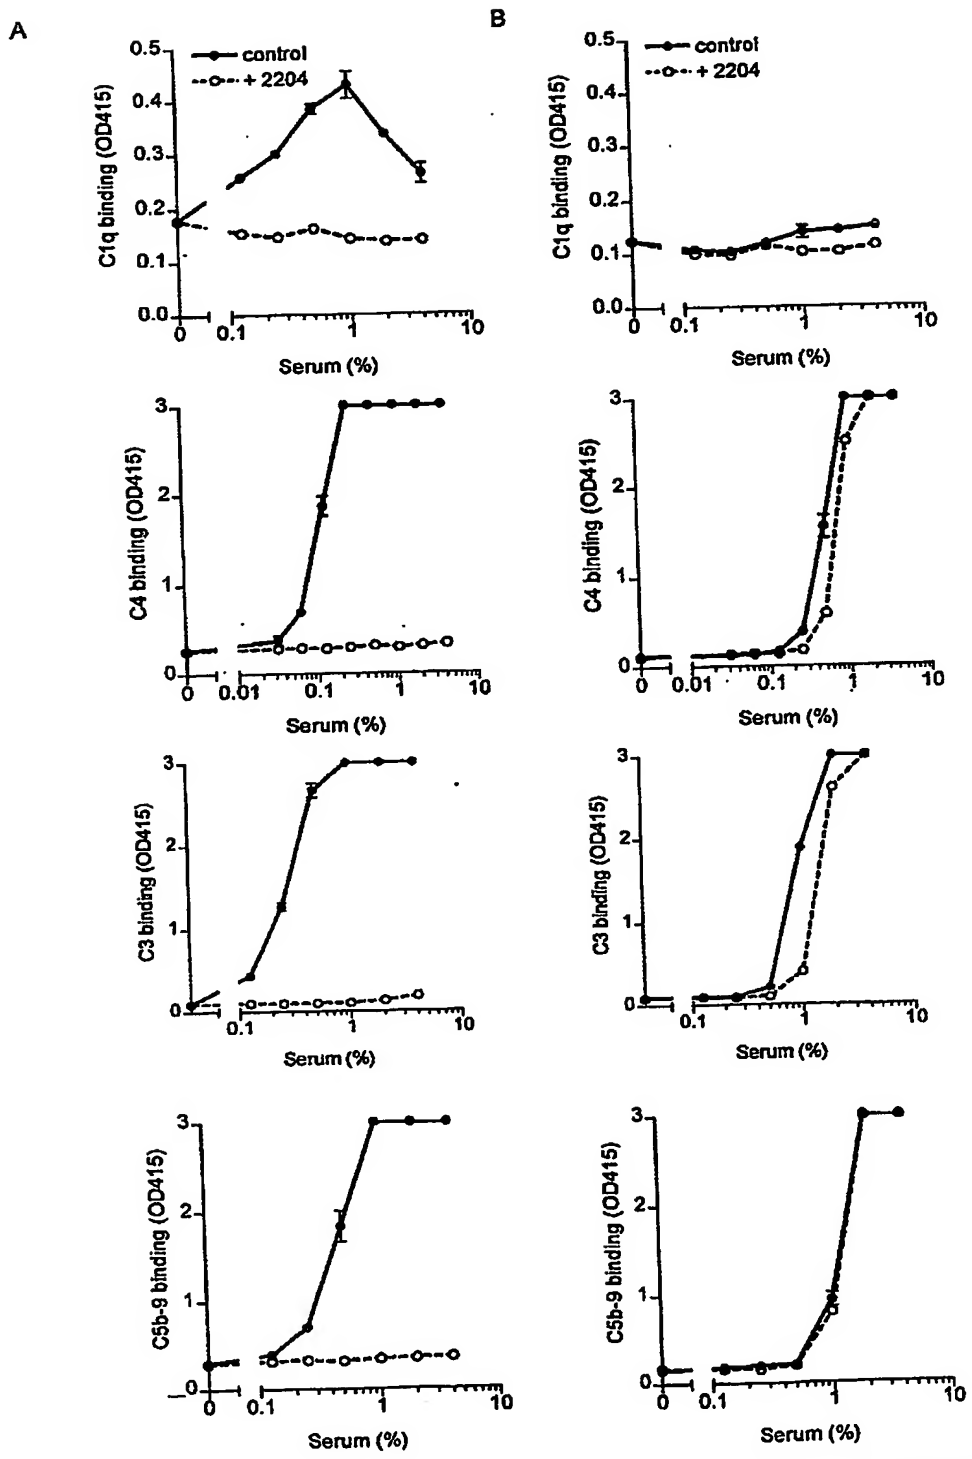 A
B
C1q binding (OD415)
0.5
0.4
0.3
0.2
0.1
0.0
control
+ 2204
0 0.1 1 10
Serum (%)
C1q binding (OD415)
0.5
0.4
0.3
0.2
0.1
0.0
control
+ 2204
0 0.1 1 10
Serum (%)
C4 binding (OD415)
3
2
1
0
0 0.01 0.1 1 10
Serum (%)
C4 binding (OD415)
3
2
1
0
0 0.01 0.1 1 10
Serum (%)
C3 binding (OD415)
3
2
1
0
0.1 1 10
Serum (%)
C3 binding (OD415)
3
2
1
0
0.1 1 10
Serum (%)
C5b-9 binding (OD415)
3
2
1
0
0 0.1 1 10
Serum (%)
C5b-9 binding (OD415)
3
2
1
0
0 0.1 1 10
Serum (%)